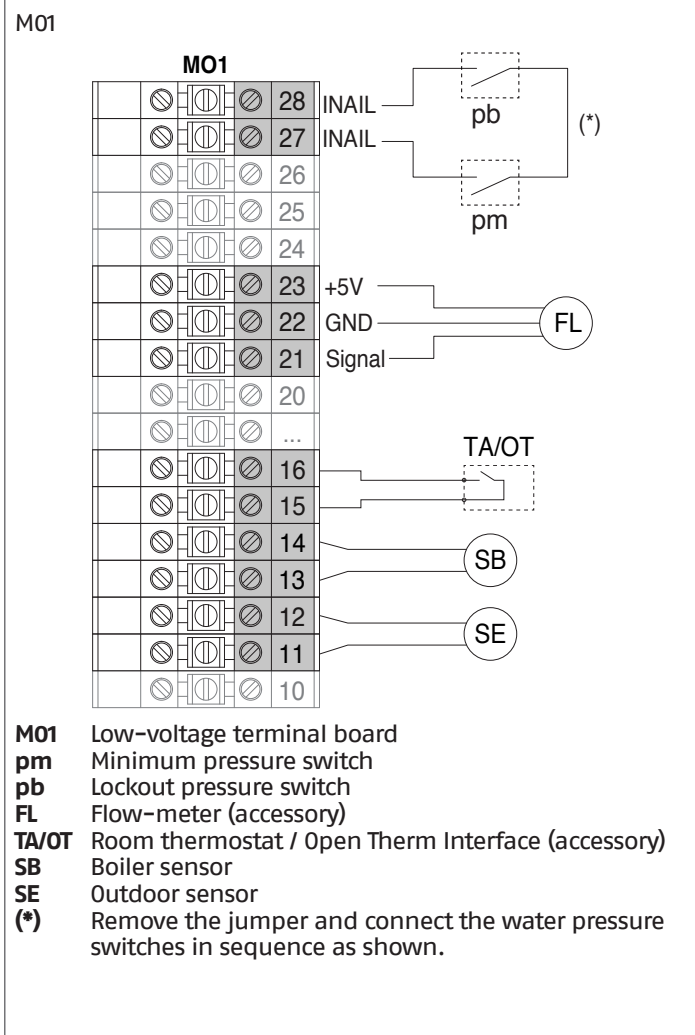 M01
MO1
28 INAIL
pb
(*)
27 INAIL
26
25
pm
24
23 +5V
22 GND
FL
21 Signal
20
...
TA/OT
16
15
14
SB
13
12
SE
11
10
M01 Low-voltage terminal board
pm Minimum pressure switch
pb Lockout pressure switch
FL Flow-meter (accessory)
TA/OT Room thermostat / Open Therm Interface (accessory)
SB Boiler sensor
SE Outdoor sensor
(*) Remove the jumper and connect the water pressure
switches in sequence as shown.